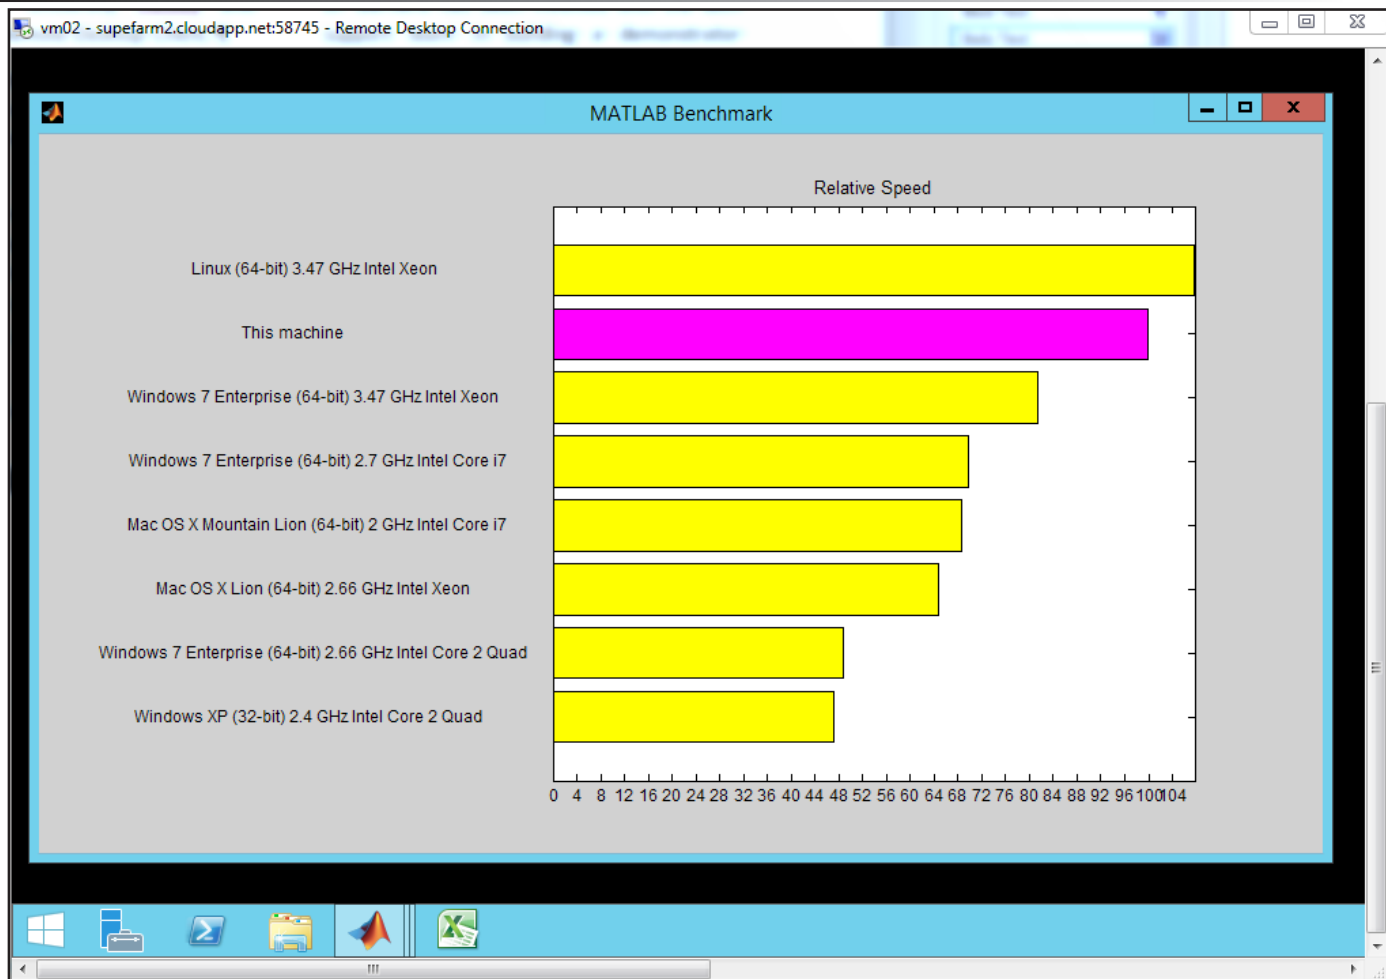 vm02 - supefarm2.cloudapp.net:58745 - Remote Desktop Connection
MATLAB Benchmark
Relative Speed
Linux (64-bit) 3.47 GHz Intel Xeon
This machine
Windows 7 Enterprise (64-bit) 3.47 GHz Intel Xeon
Windows 7 Enterprise (64-bit) 2.7 GHz Intel Core i7
Mac OS X Mountain Lion (64-bit) 2 GHz Intel Core i7
Mac OS X Lion (64-bit) 2.66 GHz Intel Xeon
Windows 7 Enterprise (64-bit) 2.66 GHz Intel Core 2 Quad
Windows XP (32-bit) 2.4 GHz Intel Core 2 Quad
0 4 8 12 16 20 24 28 32 36 40 44 48 52 56 60 64 68 72 76 80 84 88 92 96 100 104